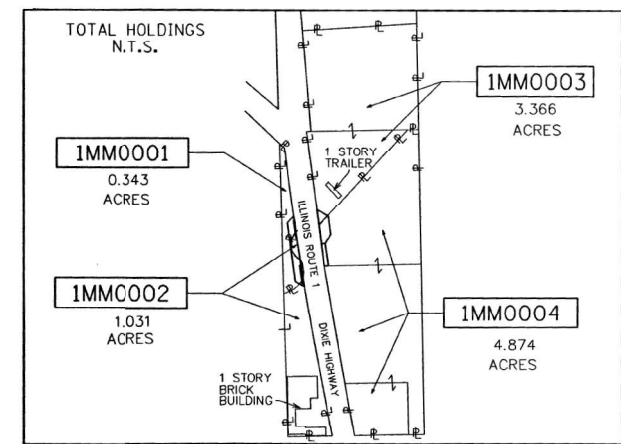 TOTAL HOLDINGS
N.T.S.
1MM0003
3.366
ACRES
1MM0001
0.343
ACRES
1 STORY
TRAILER
ILLINOIS ROUTE 1
DIXIE HIGHWAY
1MM0002
1.031
ACRES
1MM0004
4.874
ACRES
1 STORY
BRICK
BUILDING